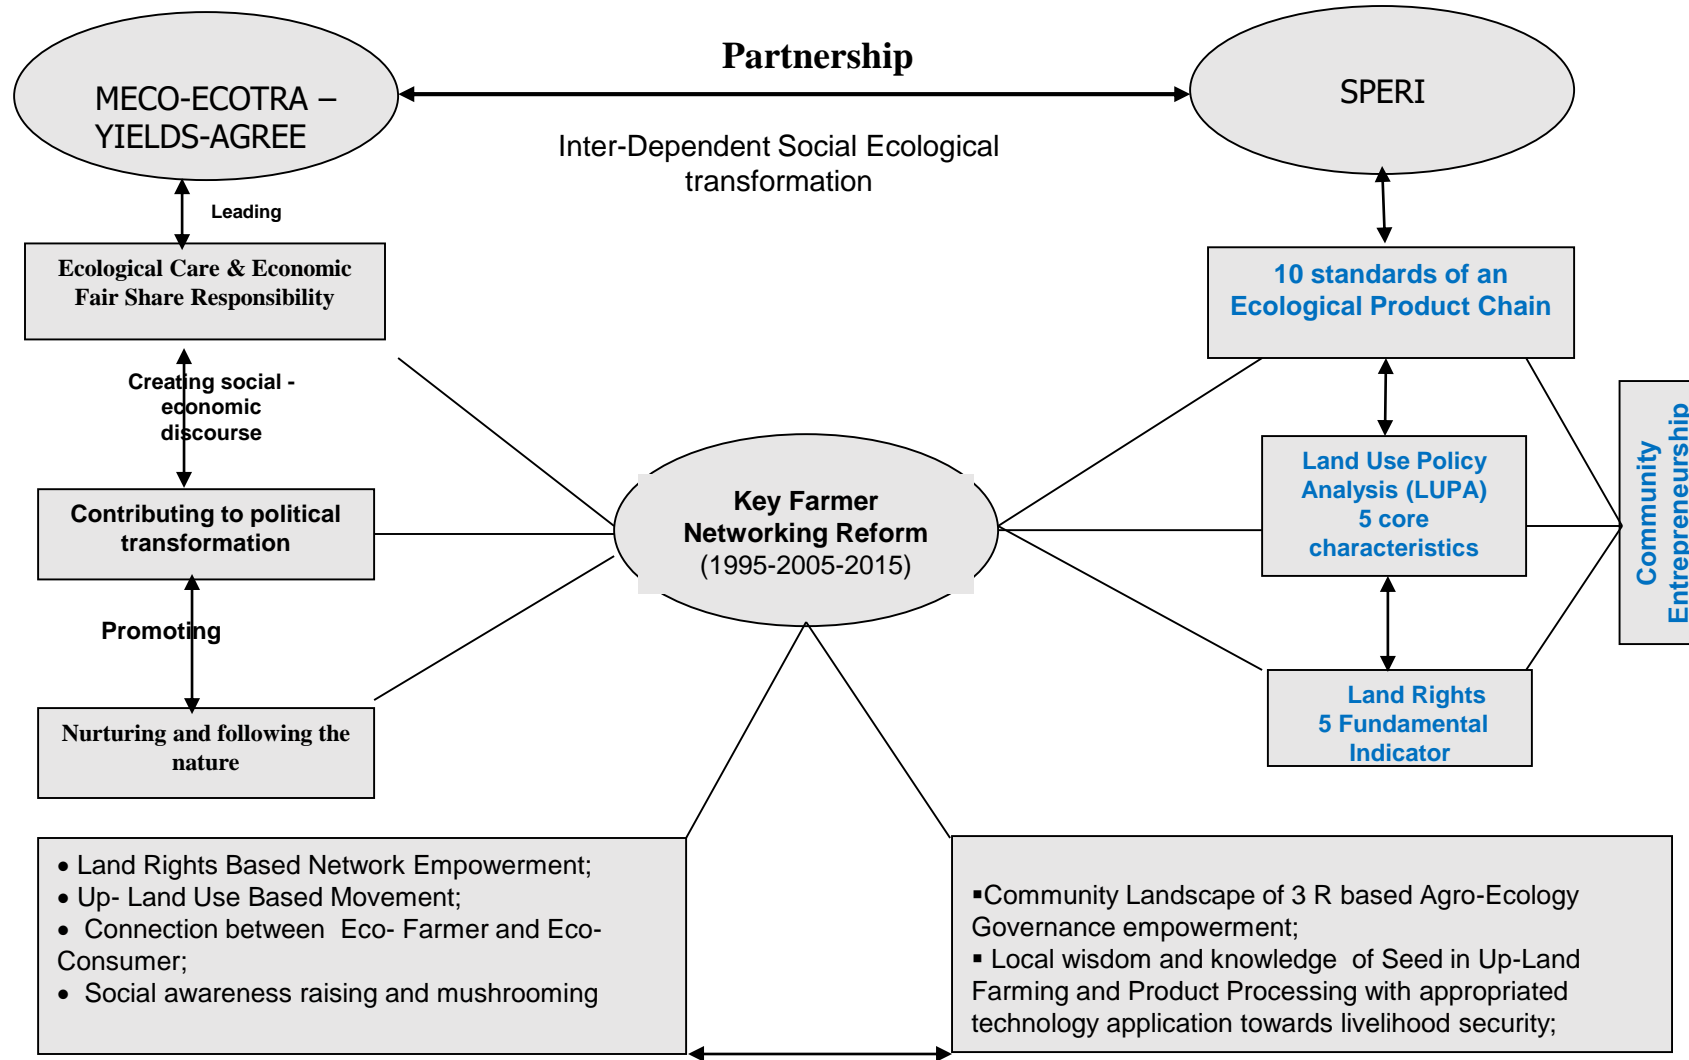 Partnership
MECO-ECOTRA –
YIELDS-AGREE
SPERI
Inter-Dependent Social Ecological
transformation
Leading
Ecological Care & Economic
Fair Share Responsibility
10 standards of an
Ecological Product Chain
Creating social -
economic
discourse
Community
Entrepreneurship
Land Use Policy
Analysis (LUPA)
5 core
characteristics
Key Farmer
Networking Reform
(1995-2005-2015)
Contributing to political
transformation
Promoting
Land Rights
5 Fundamental
Indicator
Nurturing and following the
nature
• Land Rights Based Network Empowerment;
• Up- Land Use Based Movement;
• Connection between Eco- Farmer and Eco-
Consumer;
• Social awareness raising and mushrooming
▪Community Landscape of 3 R based Agro-Ecology
Governance empowerment;
▪ Local wisdom and knowledge of Seed in Up-Land
Farming and Product Processing with appropriated
technology application towards livelihood security;